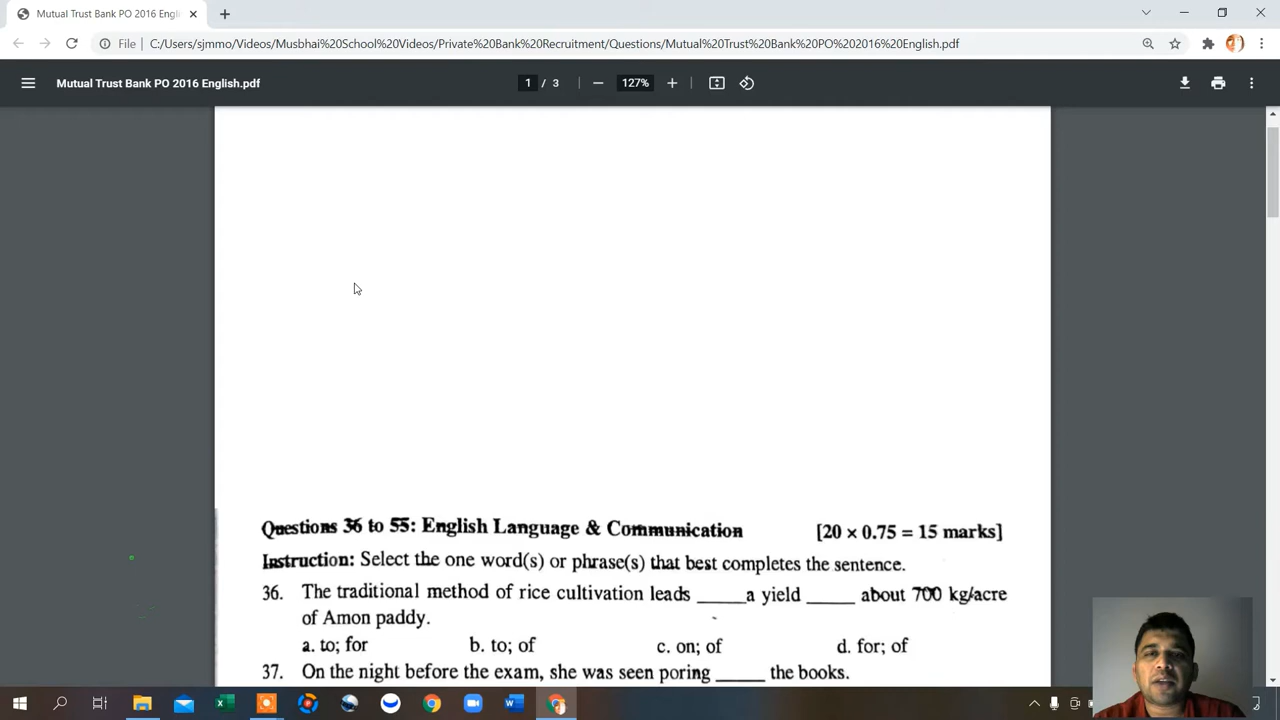 Mutual Trust Bank PO 2016 Engli
File C:/Users/sjmmo/Videos/Musbhai%20School%20Videos/Private%20Bank%20Recruitment/Questions/Mutual%20Trust%20Bank%20PO%202016%20English.pdf
Mutual Trust Bank PO 2016 English.pdf 1 / 3 127%
Questions 36 to 55: English Language & Communication [20 × 0.75 = 15 marks]
Instruction: Select the one word(s) or phrase(s) that best completes the sentence.
36. The traditional method of rice cultivation leads _____a yield _____ about 700 kg/acre
of Amon paddy.
a. to; for b. to; of c. on; of d. for; of
37. On the night before the exam, she was seen poring _____ the books.